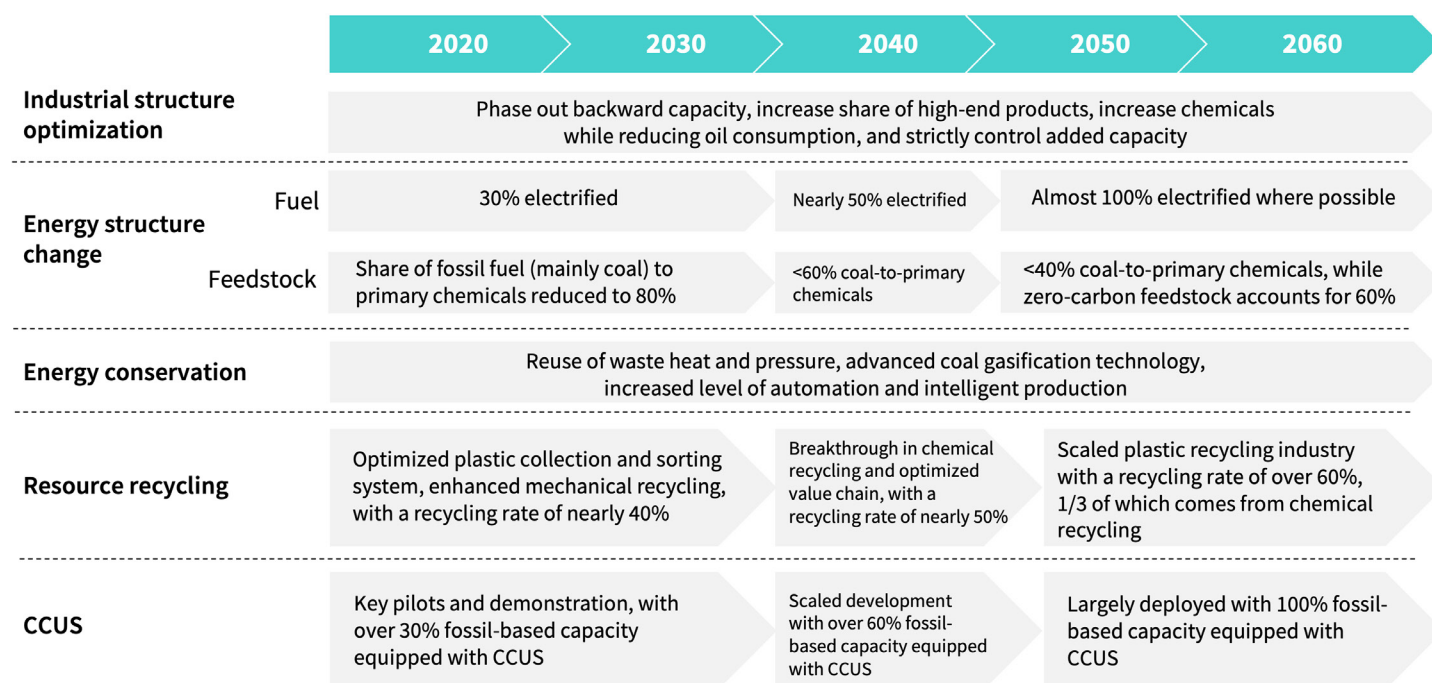 2020
2030
2040
2050
2060
Industrial structure
optimization
Phase out backward capacity, increase share of high-end products, increase chemicals
while reducing oil consumption, and strictly control added capacity
Energy structure
change
Fuel
30% electrified
Nearly 50% electrified
Almost 100% electrified where possible
Feedstock
Share of fossil fuel (mainly coal) to
primary chemicals reduced to 80%
<60% coal-to-primary
chemicals
<40% coal-to-primary chemicals, while
zero-carbon feedstock accounts for 60%
Energy conservation
Reuse of waste heat and pressure, advanced coal gasification technology,
increased level of automation and intelligent production
Resource recycling
Optimized plastic collection and sorting
system, enhanced mechanical recycling,
with a recycling rate of nearly 40%
Breakthrough in chemical
recycling and optimized
value chain, with a
recycling rate of nearly 50%
Scaled plastic recycling industry
with a recycling rate of over 60%,
1/3 of which comes from chemical
recycling
CCUS
Key pilots and demonstration, with
over 30% fossil-based capacity
equipped with CCUS
Scaled development
with over 60% fossil-
based capacity equipped
with CCUS
Largely deployed with 100% fossil-
based capacity equipped with
CCUS